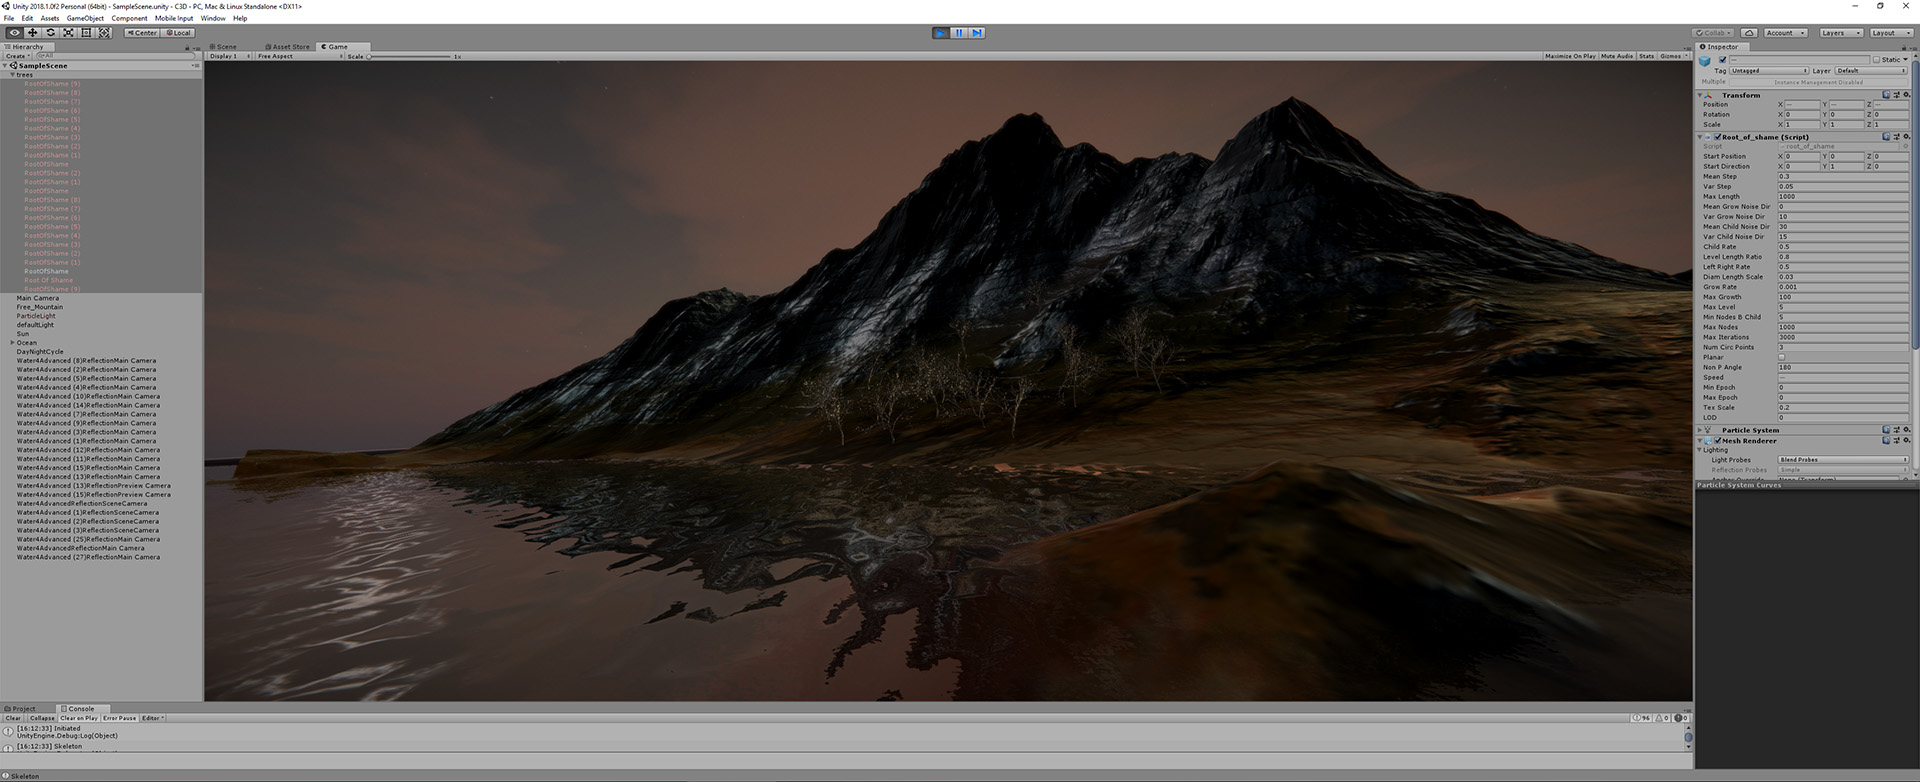 Unity 2018.1.0f2 Personal (64bit) - SampleScene.unity - C3D - PC, Mac & Linux Standalone <DX11>
File Edit Assets GameObject Component Mobile Input Window Help
Center Local
Collab Account Layers Layout
Hierarchy
Create All
SampleScene
trees
RootOfShame (9)
RootOfShame (8)
RootOfShame (7)
RootOfShame (6)
RootOfShame (5)
RootOfShame (4)
RootOfShame (3)
RootOfShame (2)
RootOfShame (1)
RootOfShame
RootOfShame (2)
RootOfShame (1)
RootOfShame
RootOfShame (8)
RootOfShame (7)
RootOfShame (6)
RootOfShame (5)
RootOfShame (4)
RootOfShame (3)
RootOfShame (2)
RootOfShame (1)
RootOfShame
Root Of Shame
RootOfShame (9)
Main Camera
Free_Mountain
ParticleLight
defaultLight
Sun
Ocean
DayNightCycle
Water4Advanced (8)ReflectionMain Camera
Water4Advanced (2)ReflectionMain Camera
Water4Advanced (5)ReflectionMain Camera
Water4Advanced (4)ReflectionMain Camera
Water4Advanced (10)ReflectionMain Camera
Water4Advanced (14)ReflectionMain Camera
Water4Advanced (7)ReflectionMain Camera
Water4Advanced (9)ReflectionMain Camera
Water4Advanced (3)ReflectionMain Camera
Water4Advanced (1)ReflectionMain Camera
Water4Advanced (12)ReflectionMain Camera
Water4Advanced (11)ReflectionMain Camera
Water4Advanced (15)ReflectionMain Camera
Water4Advanced (13)ReflectionMain Camera
Water4Advanced (13)ReflectionPreview Camera
Water4Advanced (15)ReflectionPreview Camera
Water4AdvancedReflectionSceneCamera
Water4Advanced (1)ReflectionSceneCamera
Water4Advanced (2)ReflectionSceneCamera
Water4Advanced (3)ReflectionSceneCamera
Water4Advanced (25)ReflectionMain Camera
Water4AdvancedReflectionMain Camera
Water4Advanced (27)ReflectionMain Camera
Scene Asset Store Game
Display 1 Free Aspect Scale 1x
Maximize On Play Mute Audio Stats Gizmos
Inspector
Static
Tag Untagged Layer Default
Multiple Instance Management Disabled
Transform
Position X — Y — Z —
Rotation X 0 Y 0 Z 0
Scale X 1 Y 1 Z 1
Root_of_shame (Script)
Script root_of_shame
Start Position X 0 Y 0 Z 0
Start Direction X 0 Y 1 Z 0
Mean Step 0.3
Var Step 0.05
Max Length 1000
Mean Grow Noise Dir 0
Var Grow Noise Dir 10
Mean Child Noise Dir 30
Var Child Noise Dir 15
Child Rate 0.5
Level Length Ratio 0.8
Left Right Rate 0.5
Diam Length Scale 0.03
Grow Rate 0.001
Max Growth 100
Max Level 5
Min Nodes B Child 5
Max Nodes 1000
Max Iterations 3000
Num Circ Points 3
Planar
Non P Angle 180
Speed —
Min Epoch 0
Max Epoch 0
Tex Scale 0.2
LOD 0
Particle System
Mesh Renderer
Lighting
Light Probes Blend Probes
Reflection Probes Simple
Particle System Curves
Project Console
Clear Collapse Clear on Play Error Pause Editor
96 0 0
[16:12:33] Initiated
UnityEngine.Debug:Log(Object)
[16:12:33] Skeleton
Skeleton